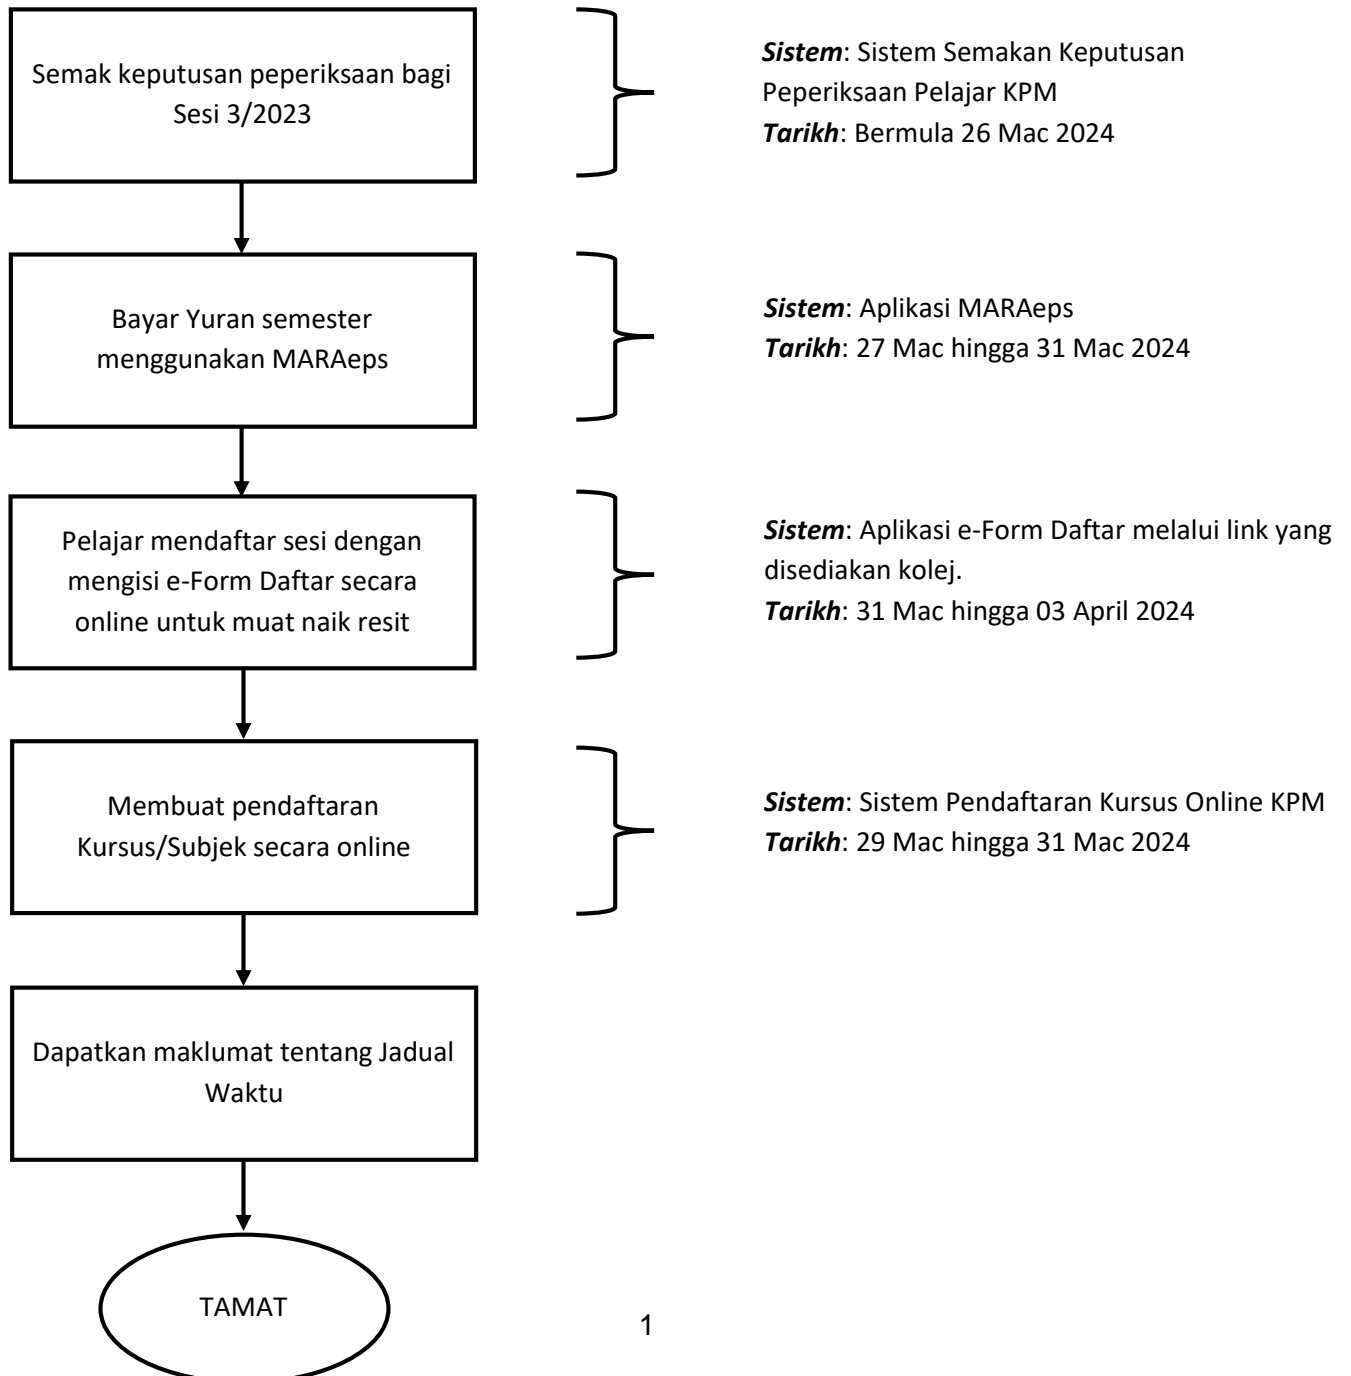 Semak keputusan peperiksaan bagi
Sesi 3/2023
Sistem: Sistem Semakan Keputusan
Peperiksaan Pelajar KPM
Tarikh: Bermula 26 Mac 2024
Bayar Yuran semester
menggunakan MARAeps
Sistem: Aplikasi MARAeps
Tarikh: 27 Mac hingga 31 Mac 2024
Pelajar mendaftar sesi dengan
mengisi e-Form Daftar secara
online untuk muat naik resit
Sistem: Aplikasi e-Form Daftar melalui link yang
disediakan kolej.
Tarikh: 31 Mac hingga 03 April 2024
Membuat pendaftaran
Kursus/Subjek secara online
Sistem: Sistem Pendaftaran Kursus Online KPM
Tarikh: 29 Mac hingga 31 Mac 2024
Dapatkan maklumat tentang Jadual
Waktu
TAMAT
1